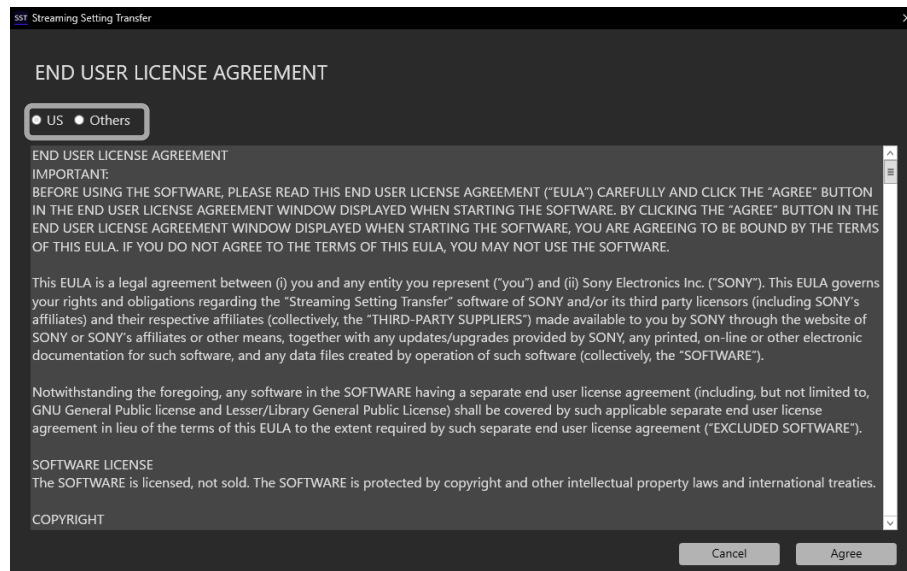 SST Streaming Setting Transfer
END USER LICENSE AGREEMENT
US Others
END USER LICENSE AGREEMENT
IMPORTANT:
BEFORE USING THE SOFTWARE, PLEASE READ THIS END USER LICENSE AGREEMENT (“EULA”) CAREFULLY AND CLICK THE “AGREE” BUTTON
IN THE END USER LICENSE AGREEMENT WINDOW DISPLAYED WHEN STARTING THE SOFTWARE. BY CLICKING THE “AGREE” BUTTON IN THE
END USER LICENSE AGREEMENT WINDOW DISPLAYED WHEN STARTING THE SOFTWARE, YOU ARE AGREEING TO BE BOUND BY THE TERMS
OF THIS EULA. IF YOU DO NOT AGREE TO THE TERMS OF THIS EULA, YOU MAY NOT USE THE SOFTWARE.
This EULA is a legal agreement between (i) you and any entity you represent (“you”) and (ii) Sony Electronics Inc. (“SONY”). This EULA governs
your rights and obligations regarding the “Streaming Setting Transfer” software of SONY and/or its third party licensors (including SONY’s
affiliates) and their respective affiliates (collectively, the “THIRD-PARTY SUPPLIERS”) made available to you by SONY through the website of
SONY or SONY’s affiliates or other means, together with any updates/upgrades provided by SONY, any printed, on-line or other electronic
documentation for such software, and any data files created by operation of such software (collectively, the “SOFTWARE”).
Notwithstanding the foregoing, any software in the SOFTWARE having a separate end user license agreement (including, but not limited to,
GNU General Public license and Lesser/Library General Public License) shall be covered by such applicable separate end user license
agreement in lieu of the terms of this EULA to the extent required by such separate end user license agreement (“EXCLUDED SOFTWARE”).
SOFTWARE LICENSE
The SOFTWARE is licensed, not sold. The SOFTWARE is protected by copyright and other intellectual property laws and international treaties.
COPYRIGHT
Cancel Agree